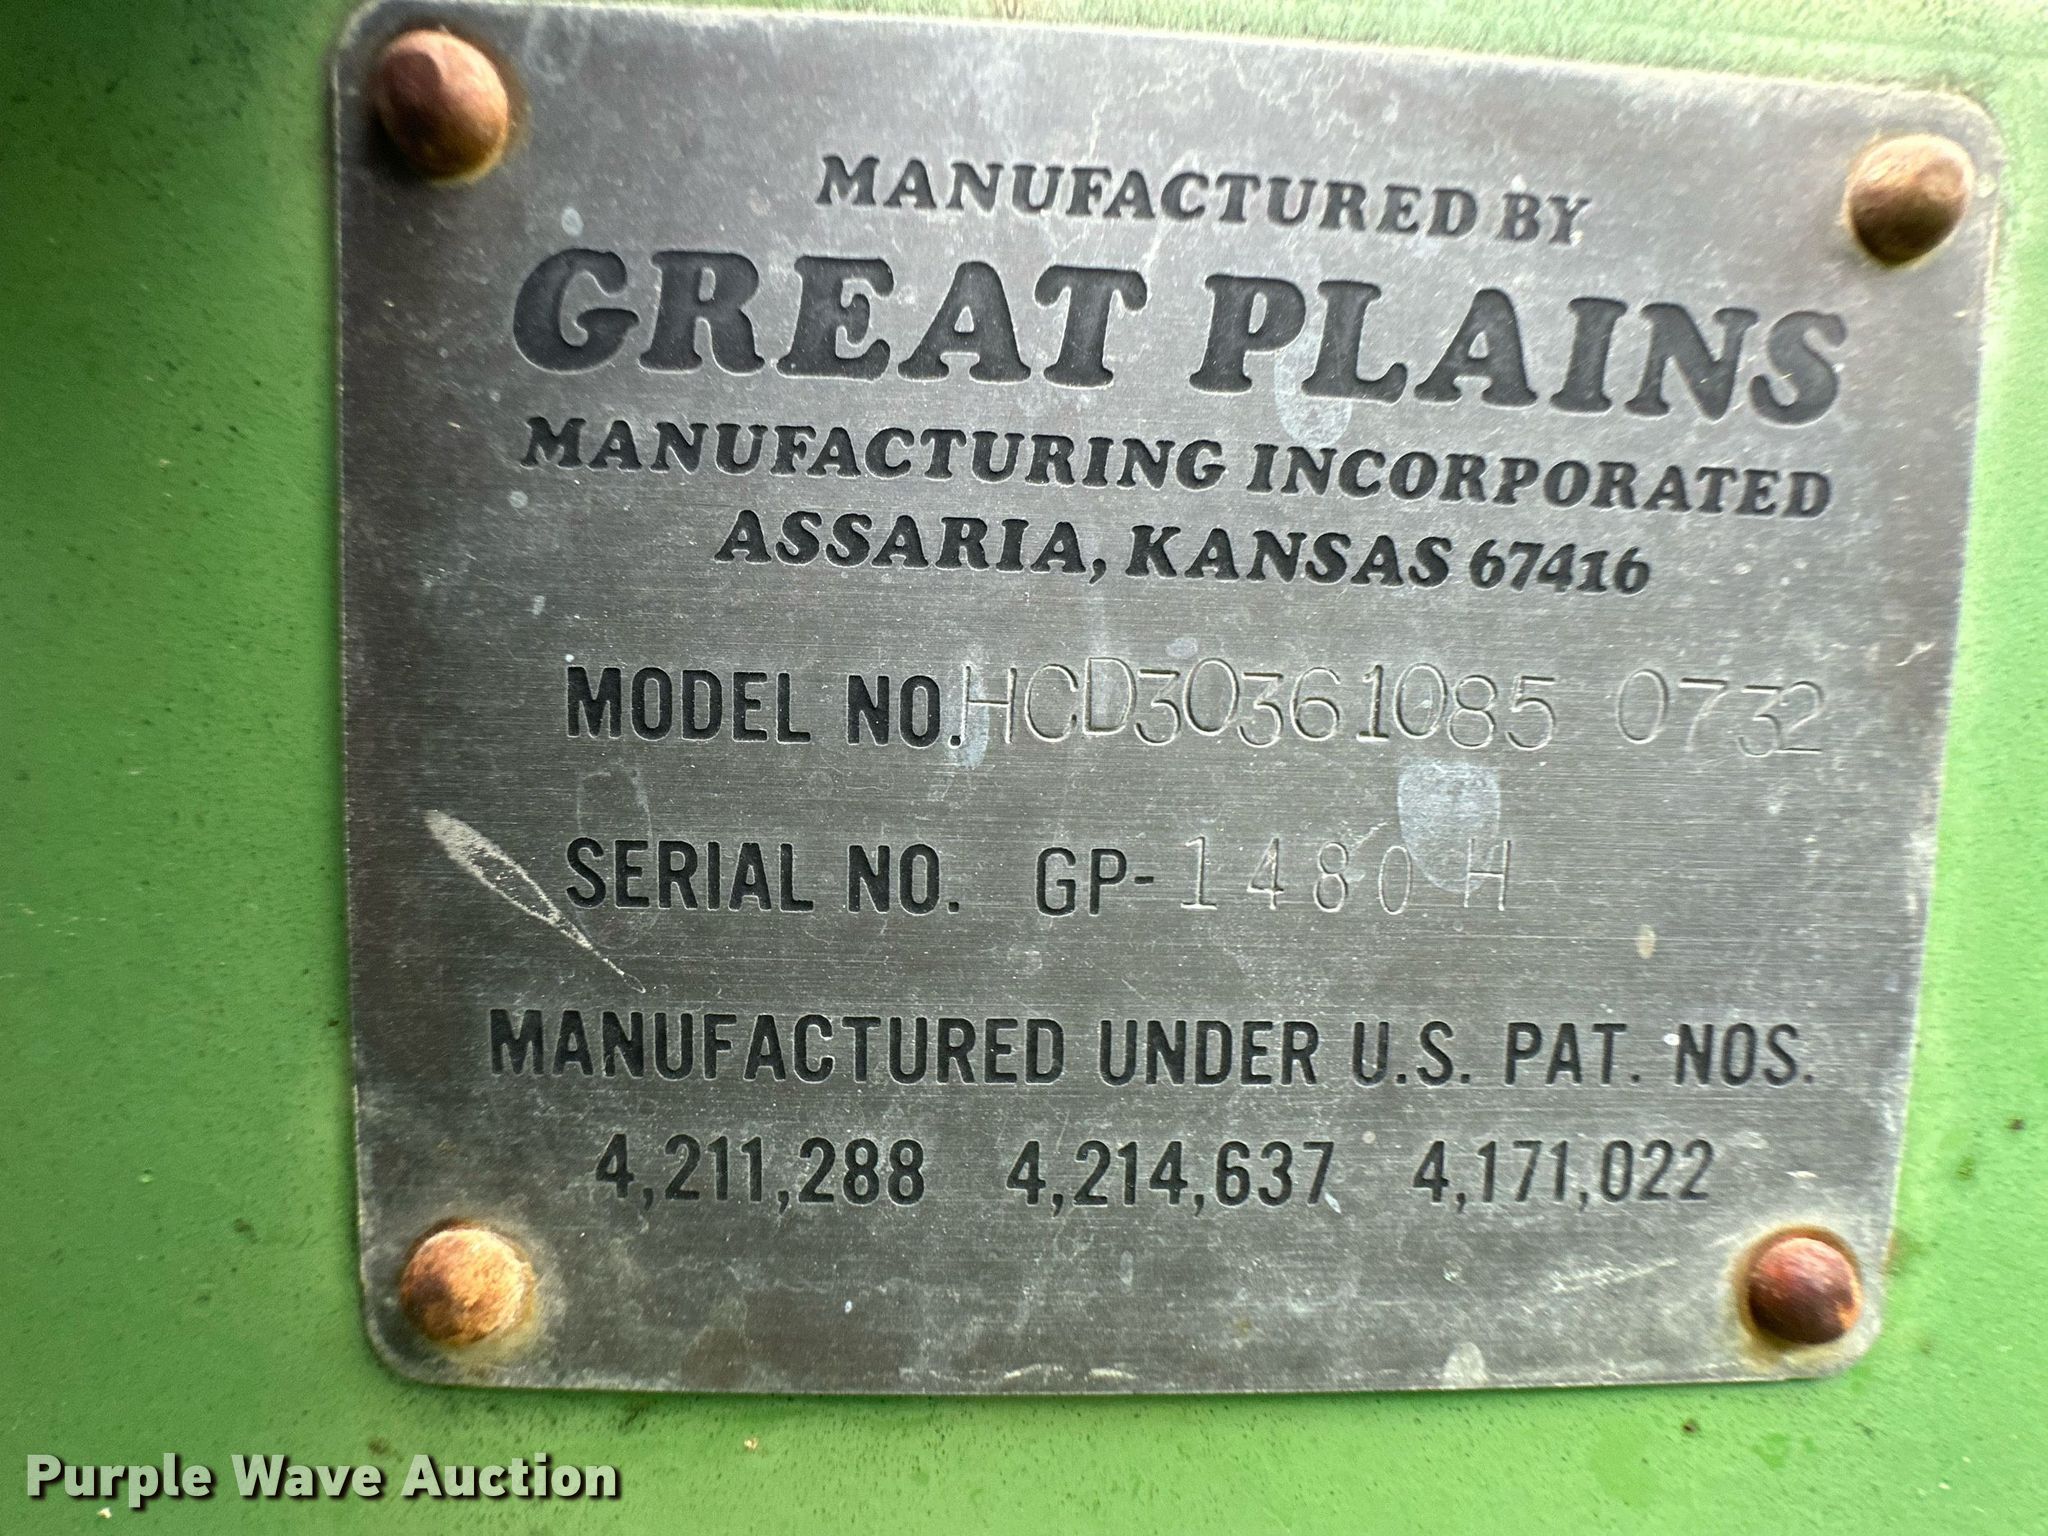 MANUFACTURED BY
GREAT PLAINS
MANUFACTURING INCORPORATED
ASSARIA, KANSAS 67416
MODEL NO. HCD30361085 0732
SERIAL NO. GP-1480H
MANUFACTURED UNDER U.S. PAT. NOS.
4,211,288 4,214,637 4,171,022
Purple Wave Auction